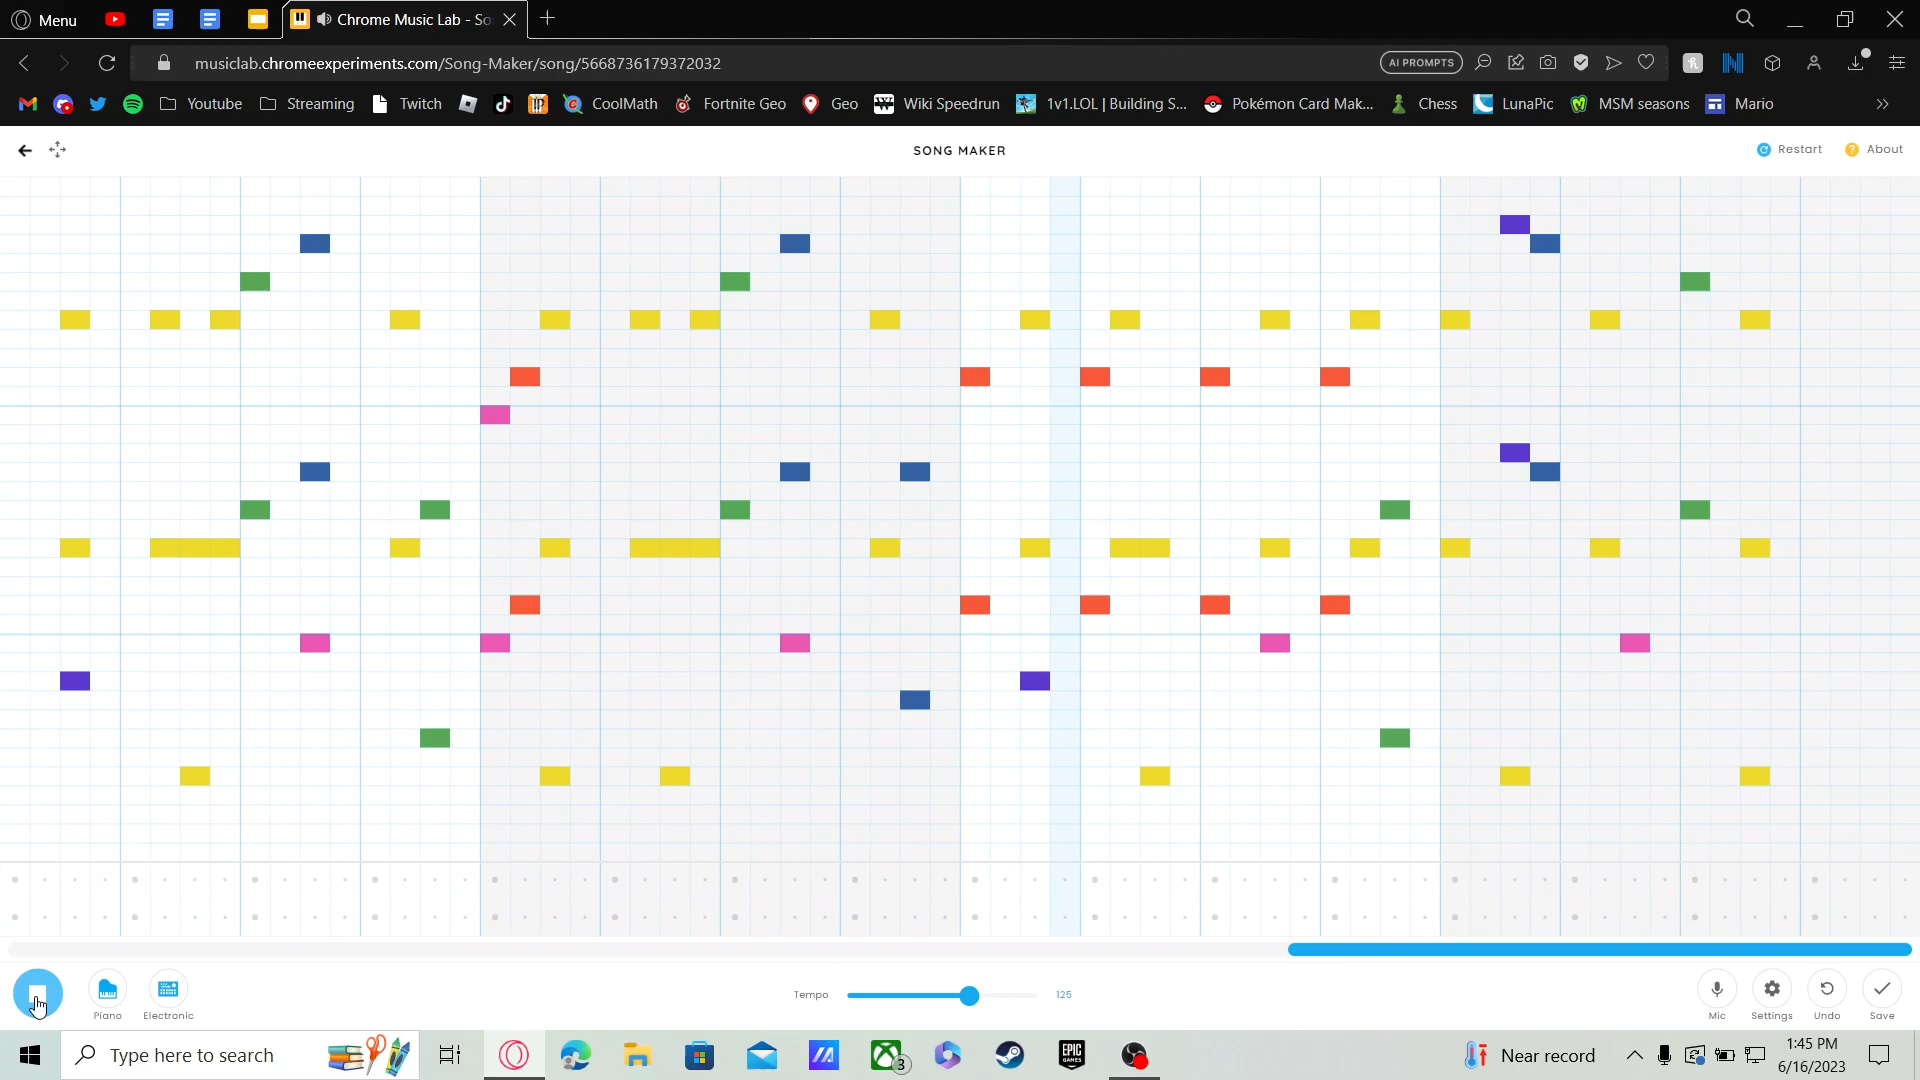 Menu
Chrome Music Lab - So
musiclab.chromeexperiments.com/Song-Maker/song/5668736179372032
AI PROMPTS
Youtube Streaming Twitch CoolMath Fortnite Geo Geo Wiki Speedrun 1v1.LOL | Building S... Pokémon Card Mak... Chess LunaPic MSM seasons Mario
SONG MAKER
Restart
About
Tempo
125
Piano
Electronic
Mic
Settings
Undo
Save
Type here to search
EPIC GAMES
3
Near record
1:45 PM
6/16/2023